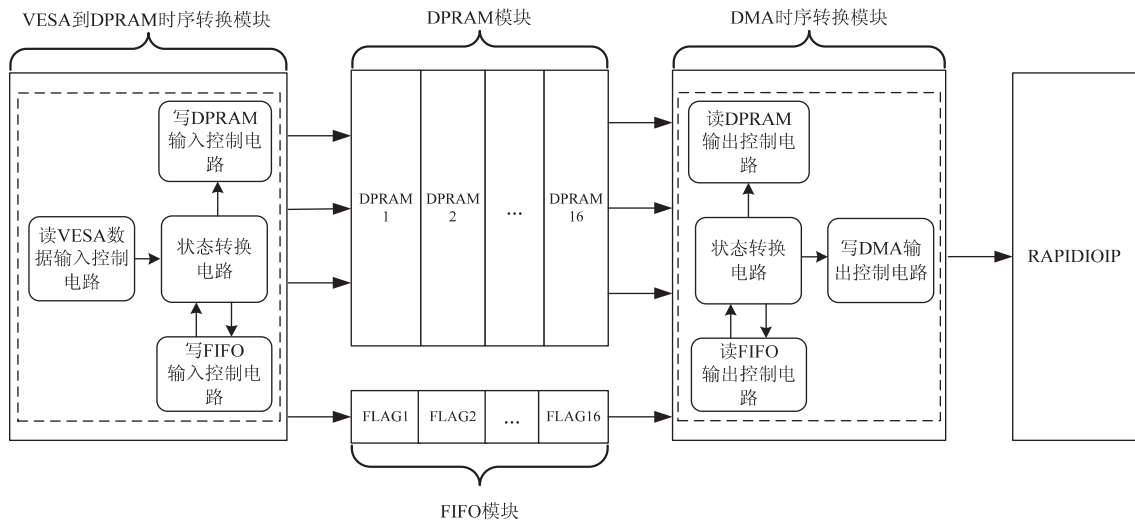 VESA到DPRAM时序转换模块
DPRAM模块
DMA时序转换模块
写DPRAM
输入控制电
路
读VESA数
据输入控制
电路
状态转换
电路
写FIFO
输入控制电
路
DPRAM
1
DPRAM
2
...
DPRAM
16
FLAG1
FLAG2
...
FLAG16
FIFO模块
读DPRAM
输出控制电
路
状态转换
电路
写DMA输
出控制电路
读FIFO
输出控制电
路
RAPIDIOIP